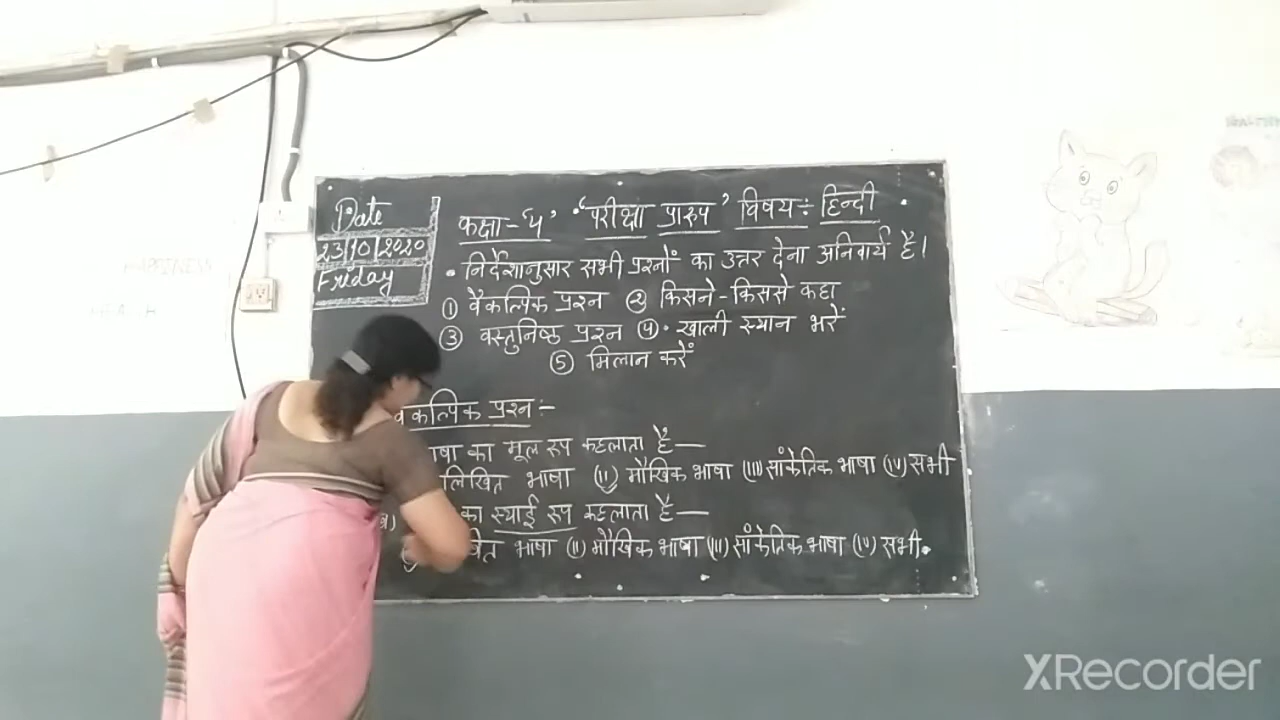 Date
23/10/2020
Friday
कक्षा-'५' "परीक्षा प्रारूप" विषय: हिन्दी
• निर्देशानुसार सभी प्रश्नों का उत्तर देना अनिवार्य है।
① वैकल्पिक प्रश्न ② किसने-किससे कहा
③ वस्तुनिष्ठ प्रश्न ④ खाली स्थान भरें
⑤ मिलान करें
वैकल्पिक प्रश्न :-
का मूल रूप कहलाता है—
लिखित भाषा (II) मौखिक भाषा (III) सांकेतिक भाषा (IV) सभी
का स्थाई रूप कहलाता है—
भाषा (II) मौखिक भाषा (III) सांकेतिक भाषा (IV) सभी.
HAPPINESS
XRecorder